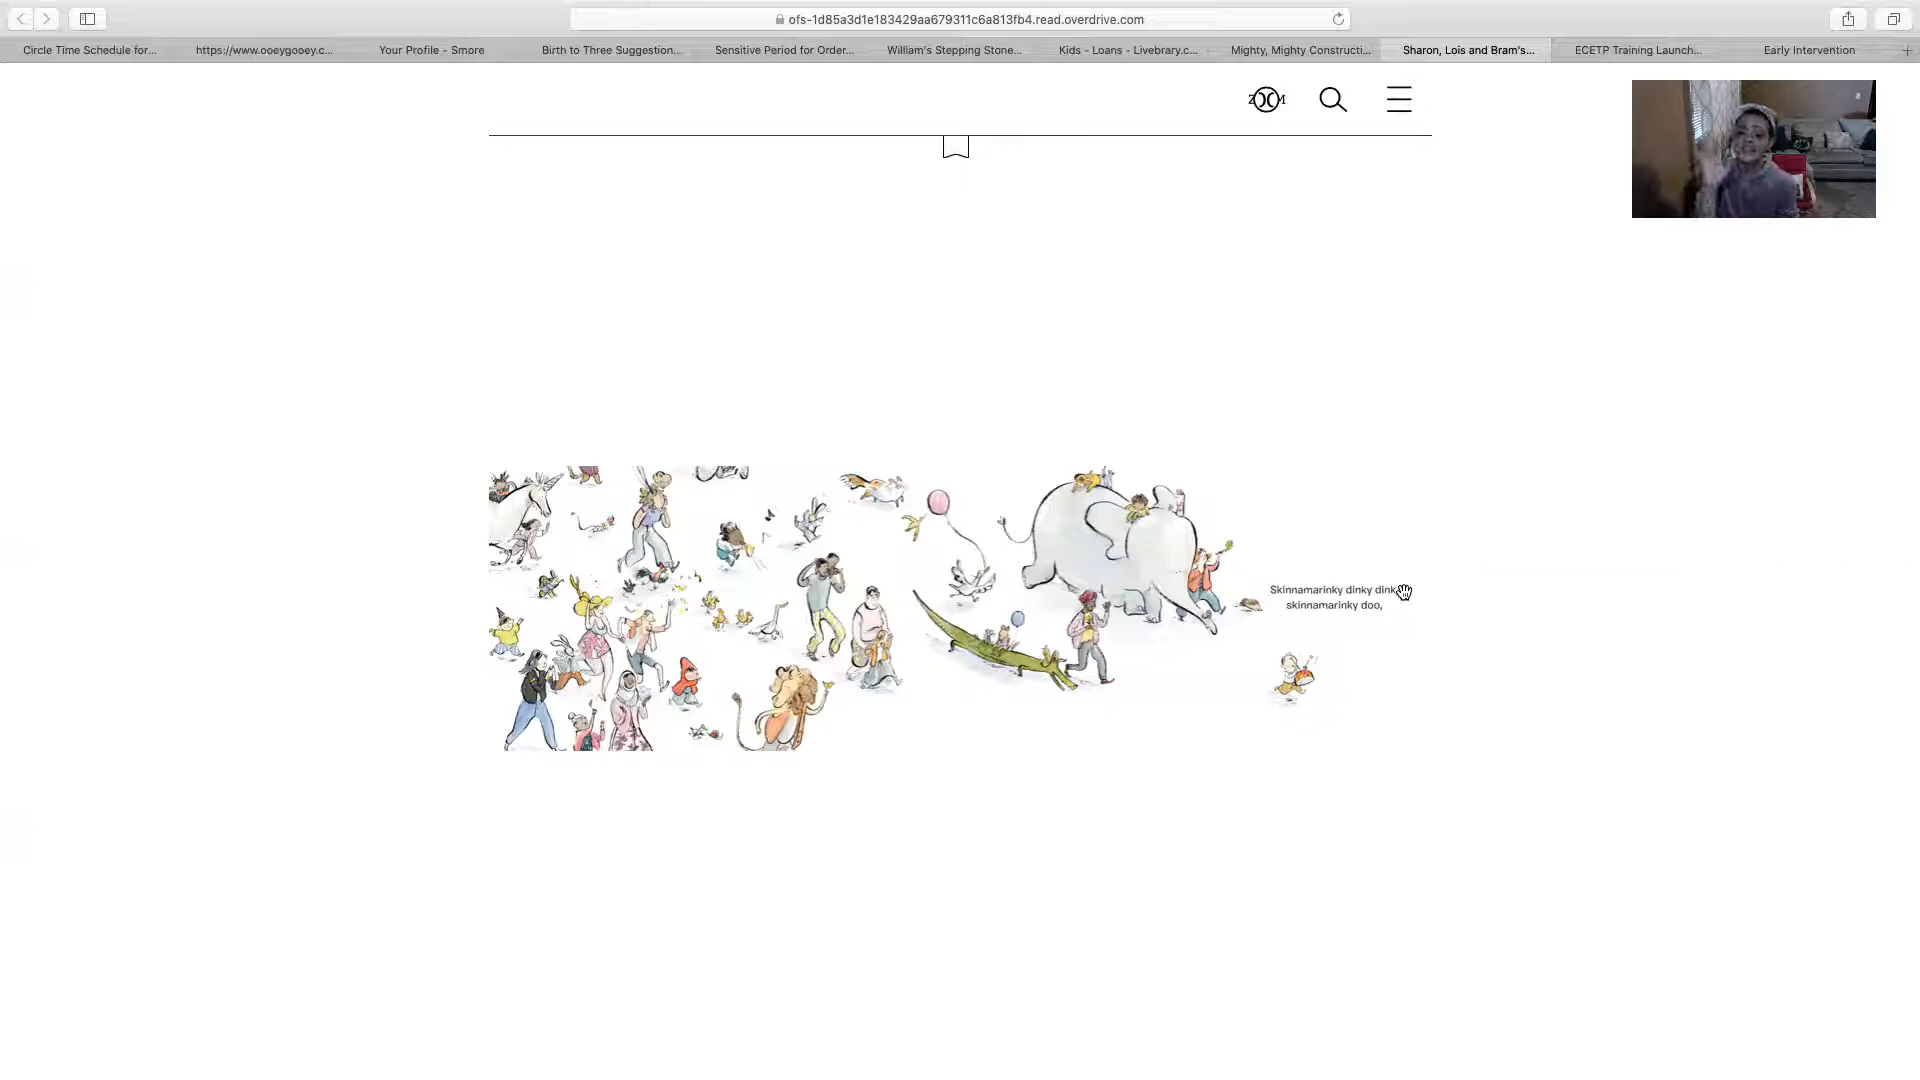 ofs-1d85a3d1e183429aa679311c6a813fb4.read.overdrive.com
Circle Time Schedule for...
https://www.ooeygooey.c...
Your Profile - Smore
Birth to Three Suggestion...
Sensitive Period for Order...
William's Stepping Stone...
Kids - Loans - Livebrary.c...
Mighty, Mighty Constructi...
Sharon, Lois and Bram's...
ECETP Training Launch...
Early Intervention
Skinnamarinky dinky dink
skinnamarinky doo,